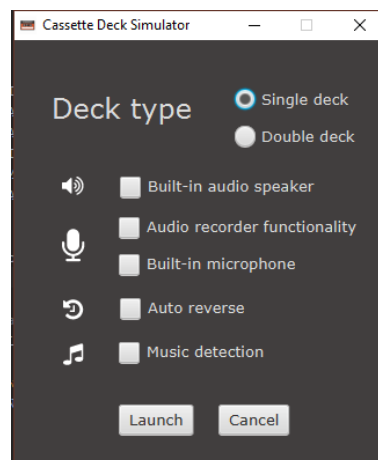 Cassette Deck Simulator
Deck type
Single deck
Double deck
Built-in audio speaker
Audio recorder functionality
Built-in microphone
Auto reverse
Music detection
Launch
Cancel